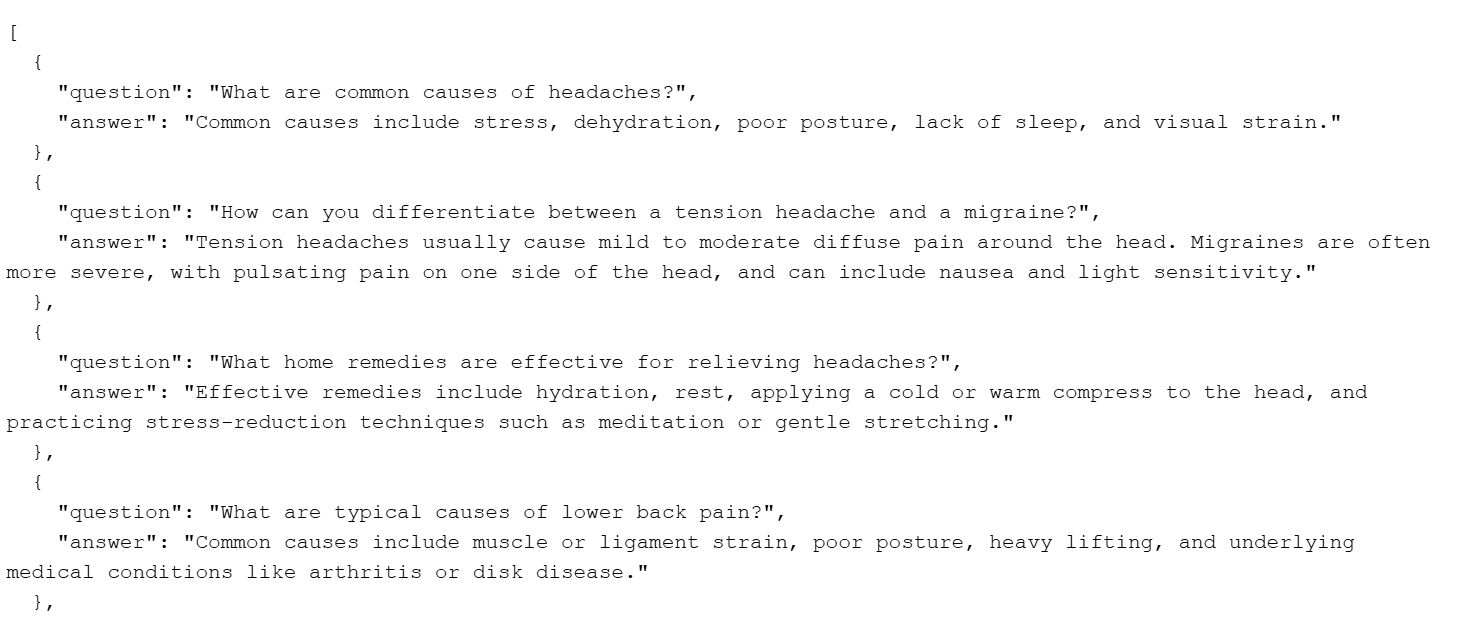 [
  {
    "question": "What are common causes of headaches?",
    "answer": "Common causes include stress, dehydration, poor posture, lack of sleep, and visual strain."
  },
  {
    "question": "How can you differentiate between a tension headache and a migraine?",
    "answer": "Tension headaches usually cause mild to moderate diffuse pain around the head. Migraines are often
more severe, with pulsating pain on one side of the head, and can include nausea and light sensitivity."
  },
  {
    "question": "What home remedies are effective for relieving headaches?",
    "answer": "Effective remedies include hydration, rest, applying a cold or warm compress to the head, and
practicing stress-reduction techniques such as meditation or gentle stretching."
  },
  {
    "question": "What are typical causes of lower back pain?",
    "answer": "Common causes include muscle or ligament strain, poor posture, heavy lifting, and underlying
medical conditions like arthritis or disk disease."
  },